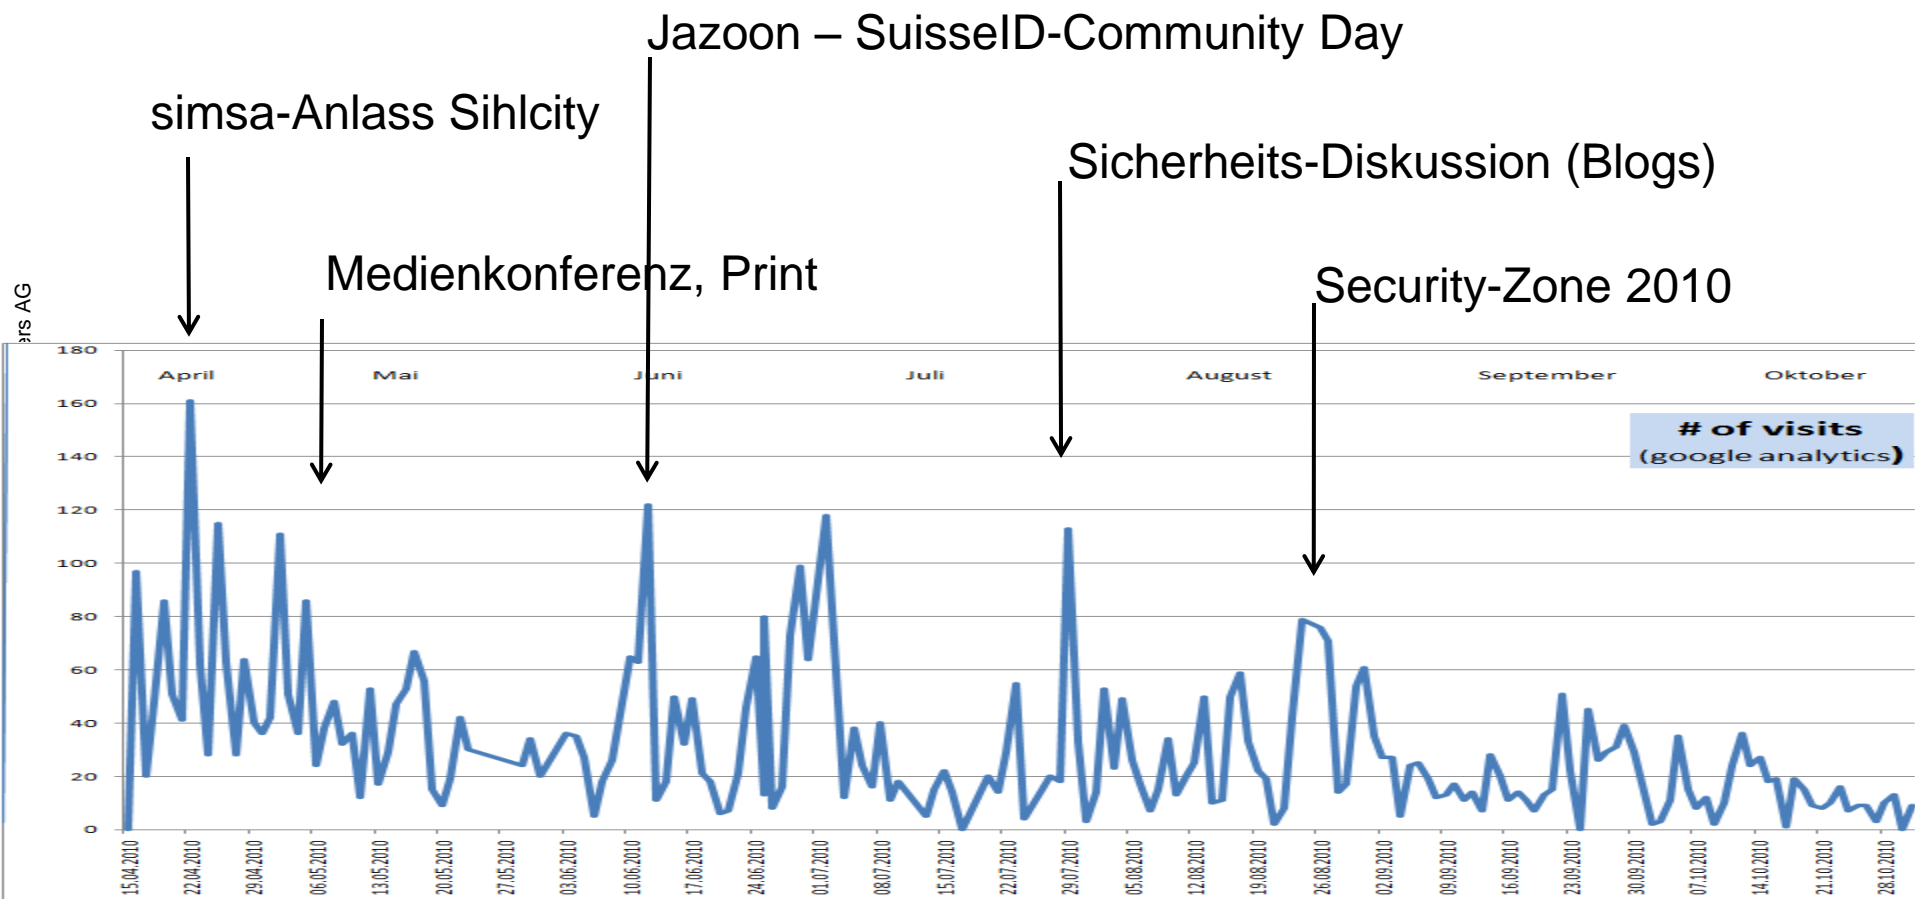 Jazoon – SuisseID-Community Day
simsa-Anlass Sihlcity
Sicherheits-Diskussion (Blogs)
Medienkonferenz, Print
Security-Zone 2010
AG
180
April Mai Juni Juli August September Oktober
160
# of visits
(google analytics)
140
120
100
80
60
40
20
0
15.04.2010 22.04.2010 29.04.2010 06.05.2010 13.05.2010 20.05.2010 27.05.2010 03.06.2010 10.06.2010 17.06.2010 24.06.2010 01.07.2010 08.07.2010 15.07.2010 22.07.2010 29.07.2010 05.08.2010 12.08.2010 19.08.2010 26.08.2010 02.09.2010 09.09.2010 16.09.2010 23.09.2010 30.09.2010 07.10.2010 14.10.2010 21.10.2010 28.10.2010